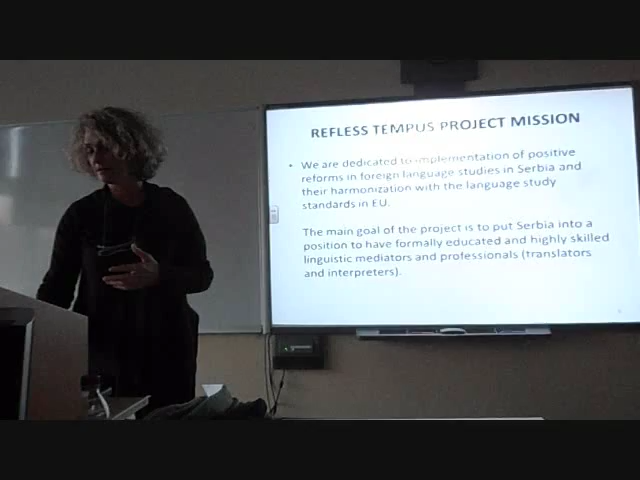 REFLESS TEMPUS PROJECT MISSION
• We are dedicated to implementation of positive
reforms in foreign language studies in Serbia and
their harmonization with the language study
standards in EU.
The main goal of the project is to put Serbia into a
position to have formally educated and highly skilled
linguistic mediators and professionals (translators
and interpreters).